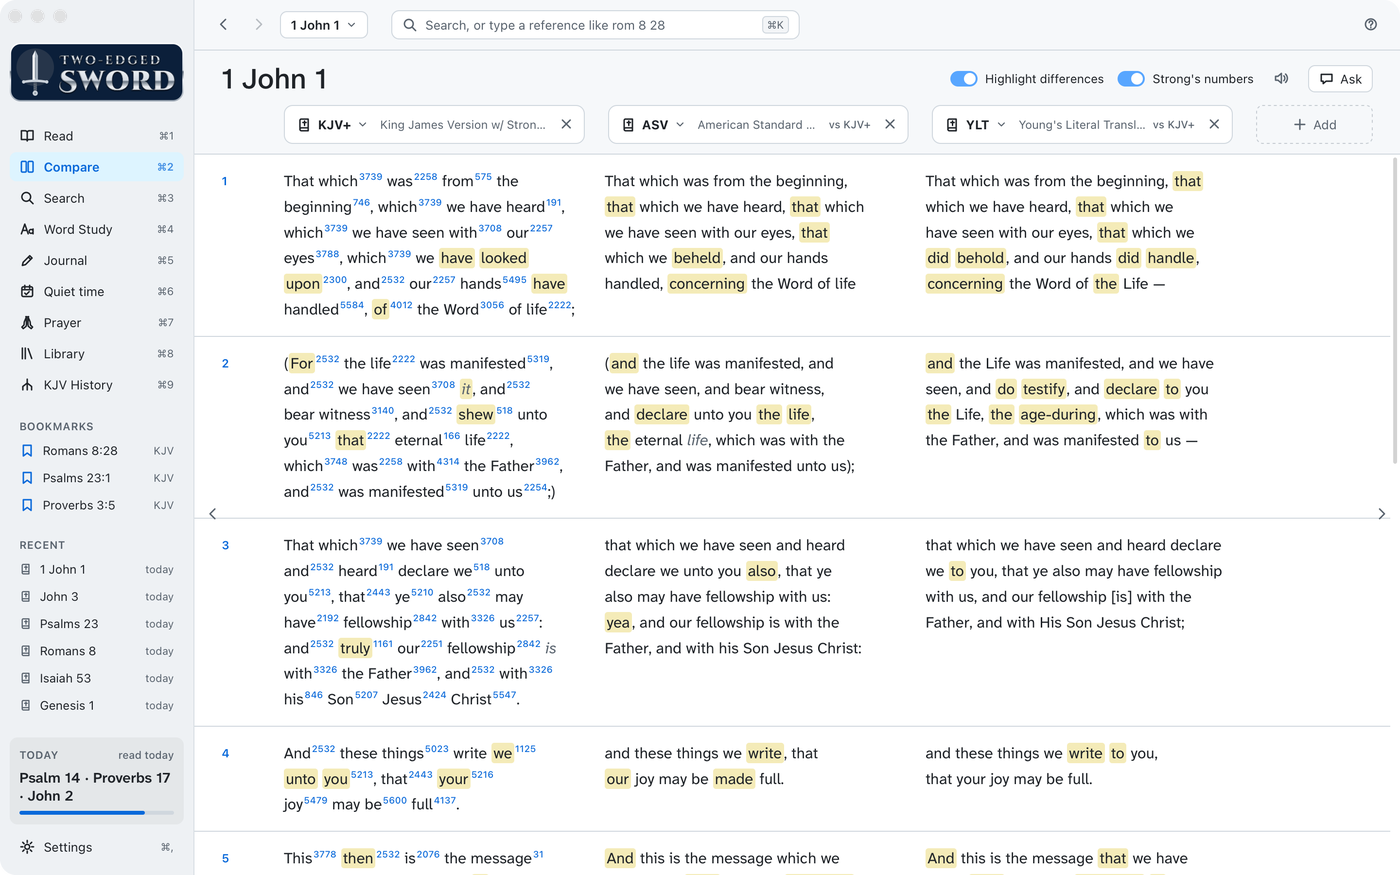 TWO-EDGED
SWORD
Read ⌘1
Compare ⌘2
Search ⌘3
Word Study ⌘4
Journal ⌘5
Quiet time ⌘6
Prayer ⌘7
Library ⌘8
KJV History ⌘9
BOOKMARKS
Romans 8:28 KJV
Psalms 23:1 KJV
Proverbs 3:5 KJV
RECENT
1 John 1 today
John 3 today
Psalms 23 today
Romans 8 today
Isaiah 53 today
Genesis 1 today
TODAY read today
Psalm 14 · Proverbs 17
· John 2
Settings ⌘,
1 John 1
Search, or type a reference like rom 8 28 ⌘K
1 John 1
Highlight differences
Strong's numbers
Ask
KJV+ King James Version w/ Stron...
ASV American Standard ... vs KJV+
YLT Young's Literal Transl... vs KJV+
Add
1
That which3739 was2258 from575 the
beginning746, which3739 we have heard191,
which3739 we have seen with3708 our2257
eyes3788, which3739 we have looked
upon2300, and2532 our2257 hands5495 have
handled5584, of4012 the Word3056 of life2222;
That which was from the beginning,
that which we have heard, that which
we have seen with our eyes, that
which we beheld, and our hands
handled, concerning the Word of life
That which was from the beginning, that
which we have heard, that which we
have seen with our eyes, that which we
did behold, and our hands did handle,
concerning the Word of the Life —
2
(For2532 the life2222 was manifested5319,
and2532 we have seen3708 it, and2532
bear witness3140, and2532 shew518 unto
you5213 that2222 eternal166 life2222,
which3748 was2258 with4314 the Father3962,
and2532 was manifested5319 unto us2254;)
(and the life was manifested, and
we have seen, and bear witness,
and declare unto you the life,
the eternal life, which was with the
Father, and was manifested unto us);
and the Life was manifested, and we have
seen, and do testify, and declare to you
the Life, the age-during, which was with
the Father, and was manifested to us —
3
That which3739 we have seen3708
and2532 heard191 declare we518 unto
you5213, that2443 ye5210 also2532 may
have2192 fellowship2842 with3326 us2257:
and2532 truly1161 our2251 fellowship2842 is
with3326 the Father3962, and2532 with3326
his846 Son5207 Jesus2424 Christ5547.
that which we have seen and heard
declare we unto you also, that ye
also may have fellowship with us:
yea, and our fellowship is with the
Father, and with his Son Jesus Christ:
that which we have seen and heard declare
we to you, that ye also may have fellowship
with us, and our fellowship [is] with the
Father, and with His Son Jesus Christ;
4
And2532 these things5023 write we1125
unto you5213, that2443 your5216
joy5479 may be5600 full4137.
and these things we write, that
our joy may be made full.
and these things we write to you,
that your joy may be full.
5
This3778 then2532 is2076 the message31
And this is the message which we
And this is the message that we have